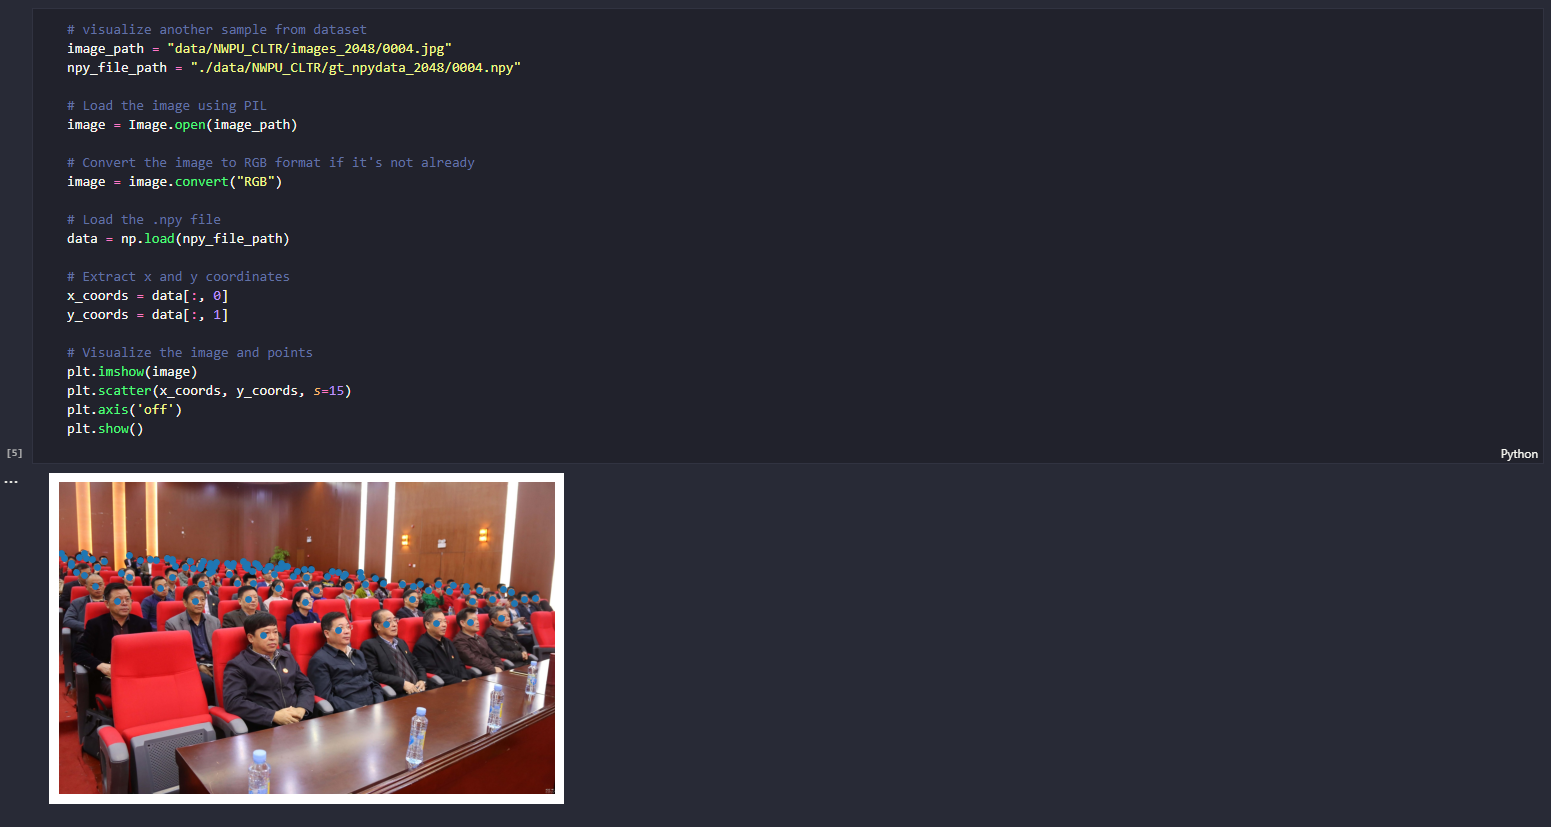 # visualize another sample from dataset
image_path = "data/NWPU_CLTR/images_2048/0004.jpg"
npy_file_path = "./data/NWPU_CLTR/gt_npydata_2048/0004.npy"
# Load the image using PIL
image = Image.open(image_path)
# Convert the image to RGB format if it's not already
image = image.convert("RGB")
# Load the .npy file
data = np.load(npy_file_path)
# Extract x and y coordinates
x_coords = data[:, 0]
y_coords = data[:, 1]
# Visualize the image and points
plt.imshow(image)
plt.scatter(x_coords, y_coords, s=15)
plt.axis('off')
plt.show()
[5]
Python
...